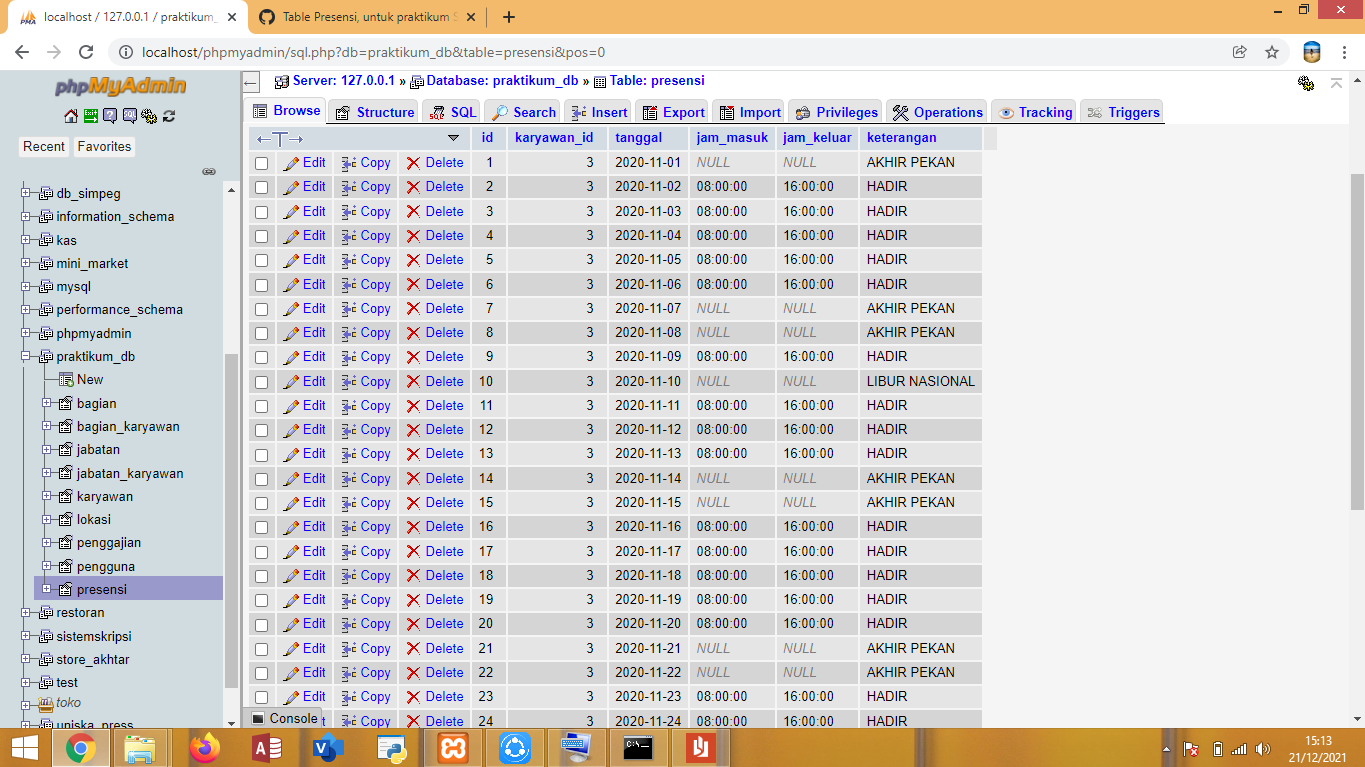 localhost / 127.0.0.1 / praktikum_
Table Presensi, untuk praktikum S
localhost/phpmyadmin/sql.php?db=praktikum_db&table=presensi&pos=0
phpMyAdmin
Recent Favorites
db_simpeg
information_schema
kas
mini_market
mysql
performance_schema
phpmyadmin
praktikum_db
New
bagian
bagian_karyawan
jabatan
jabatan_karyawan
karyawan
lokasi
penggajian
pengguna
presensi
restoran
sistemskripsi
store_akhtar
test
toko
uniska_press
Server: 127.0.0.1 » Database: praktikum_db » Table: presensi
Browse Structure SQL Search Insert Export Import Privileges Operations Tracking Triggers
id karyawan_id tanggal jam_masuk jam_keluar keterangan
Edit Copy Delete 1 3 2020-11-01 NULL NULL AKHIR PEKAN
Edit Copy Delete 2 3 2020-11-02 08:00:00 16:00:00 HADIR
Edit Copy Delete 3 3 2020-11-03 08:00:00 16:00:00 HADIR
Edit Copy Delete 4 3 2020-11-04 08:00:00 16:00:00 HADIR
Edit Copy Delete 5 3 2020-11-05 08:00:00 16:00:00 HADIR
Edit Copy Delete 6 3 2020-11-06 08:00:00 16:00:00 HADIR
Edit Copy Delete 7 3 2020-11-07 NULL NULL AKHIR PEKAN
Edit Copy Delete 8 3 2020-11-08 NULL NULL AKHIR PEKAN
Edit Copy Delete 9 3 2020-11-09 08:00:00 16:00:00 HADIR
Edit Copy Delete 10 3 2020-11-10 NULL NULL LIBUR NASIONAL
Edit Copy Delete 11 3 2020-11-11 08:00:00 16:00:00 HADIR
Edit Copy Delete 12 3 2020-11-12 08:00:00 16:00:00 HADIR
Edit Copy Delete 13 3 2020-11-13 08:00:00 16:00:00 HADIR
Edit Copy Delete 14 3 2020-11-14 NULL NULL AKHIR PEKAN
Edit Copy Delete 15 3 2020-11-15 NULL NULL AKHIR PEKAN
Edit Copy Delete 16 3 2020-11-16 08:00:00 16:00:00 HADIR
Edit Copy Delete 17 3 2020-11-17 08:00:00 16:00:00 HADIR
Edit Copy Delete 18 3 2020-11-18 08:00:00 16:00:00 HADIR
Edit Copy Delete 19 3 2020-11-19 08:00:00 16:00:00 HADIR
Edit Copy Delete 20 3 2020-11-20 08:00:00 16:00:00 HADIR
Edit Copy Delete 21 3 2020-11-21 NULL NULL AKHIR PEKAN
Edit Copy Delete 22 3 2020-11-22 NULL NULL AKHIR PEKAN
Edit Copy Delete 23 3 2020-11-23 08:00:00 16:00:00 HADIR
Copy Delete 24 3 2020-11-24 08:00:00 16:00:00 HADIR
Console
15:13
21/12/2021